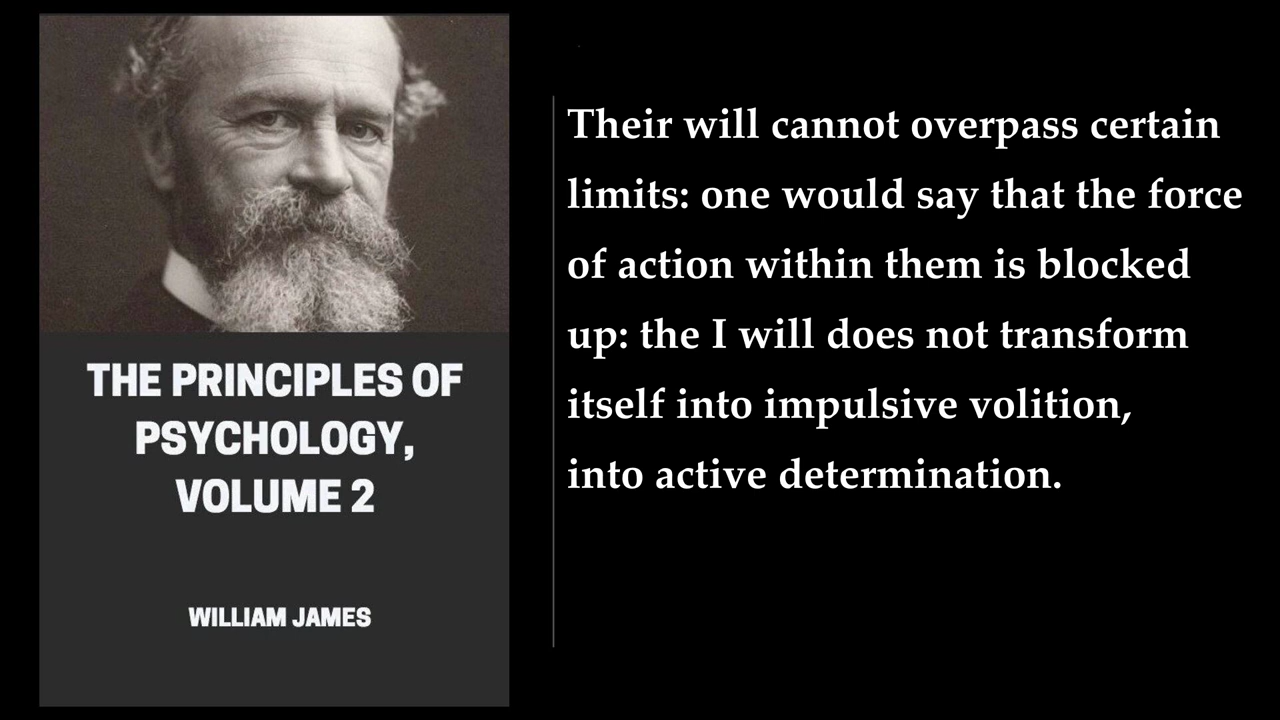 THE PRINCIPLES OF
PSYCHOLOGY,
VOLUME 2
WILLIAM JAMES
Their will cannot overpass certain
limits: one would say that the force
of action within them is blocked
up: the I will does not transform
itself into impulsive volition,
into active determination.